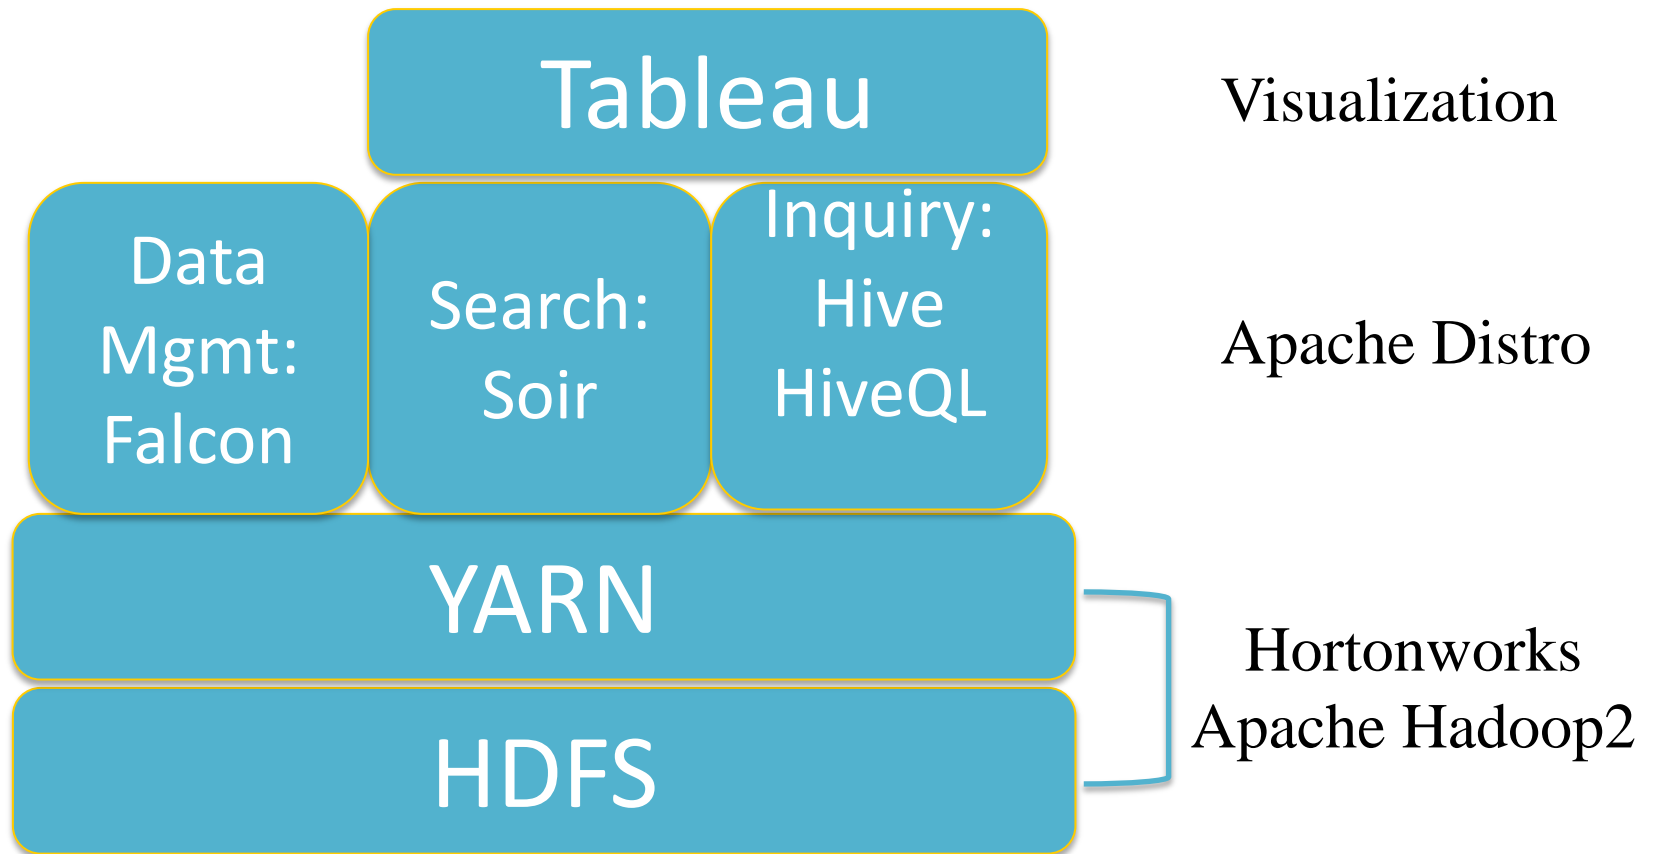 Tableau
Visualization
Data
Mgmt:
Falcon
Search:
Soir
Inquiry:
Hive
HiveQL
Apache Distro
YARN
HDFS
Hortonworks
Apache Hadoop2